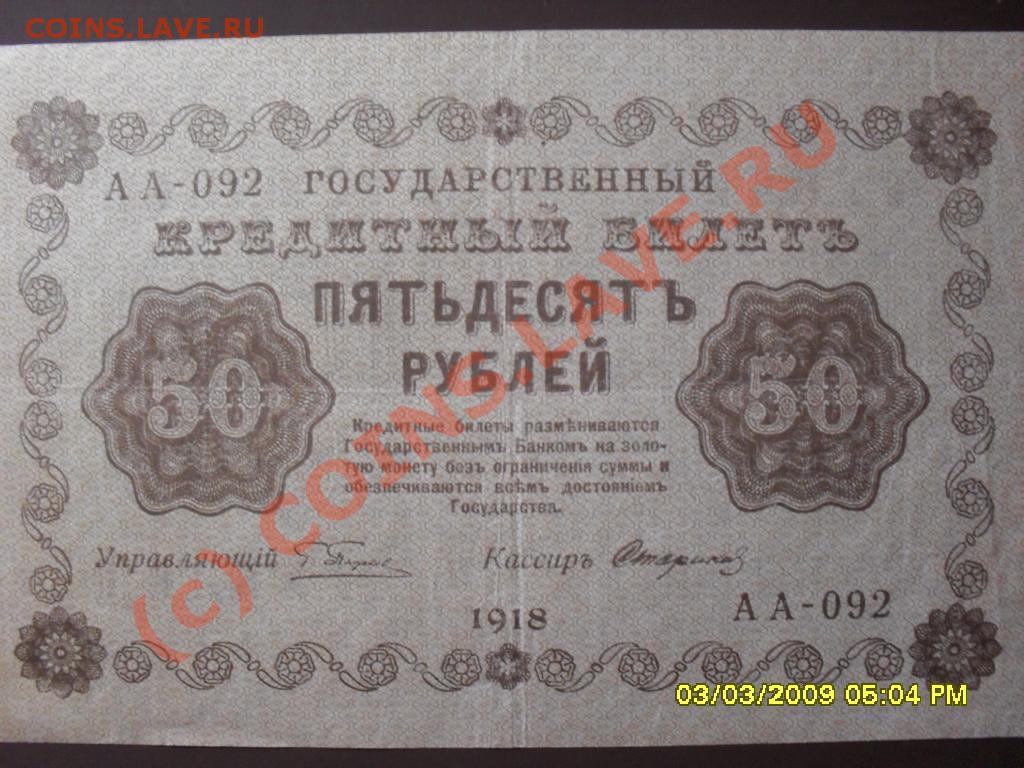 COINS.LAVE.RU
АА-092 ГОСУДАРСТВЕННЫЙ
КРЕДИТНЫЙ БИЛЕТЪ
ПЯТЬДЕСЯТЪ
РУБЛЕЙ
50 50
Кредитные билеты размѣниваются
Государственнымъ Банкомъ на золо-
тую монету безъ ограниченія суммы и
обезпечиваются всѣмъ достояніемъ
Государства.
Управляющій Кассиръ Стариков
1918
АА-092
(c) COINS.LAVE.RU
03/03/2009 05:04 PM